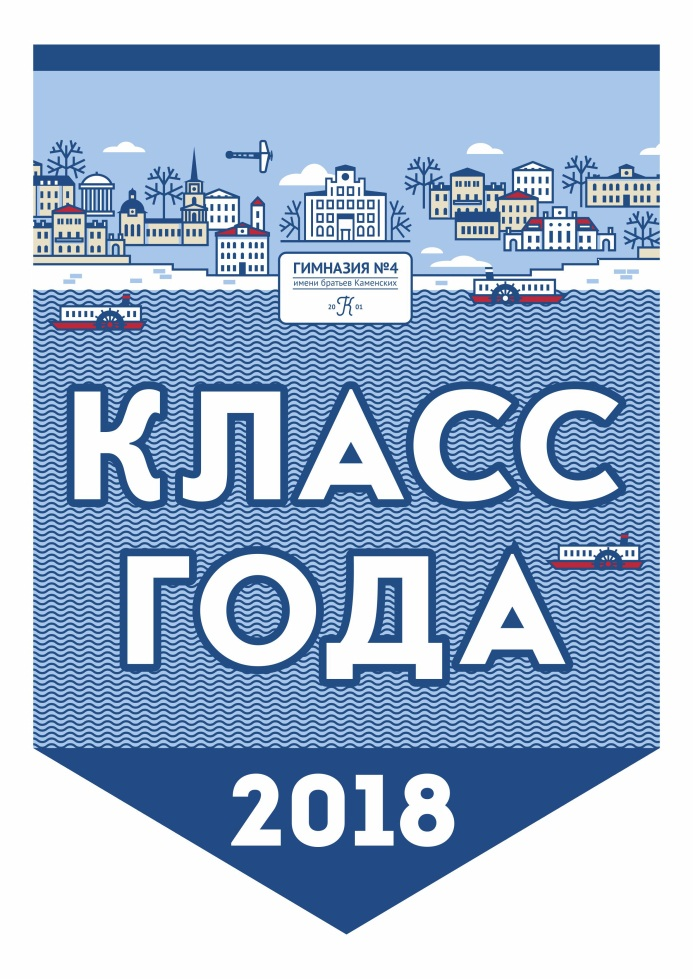 ГИМНАЗИЯ №4
имени братьев Каменских
20 К 01
КЛАСС
ГОДА
2018